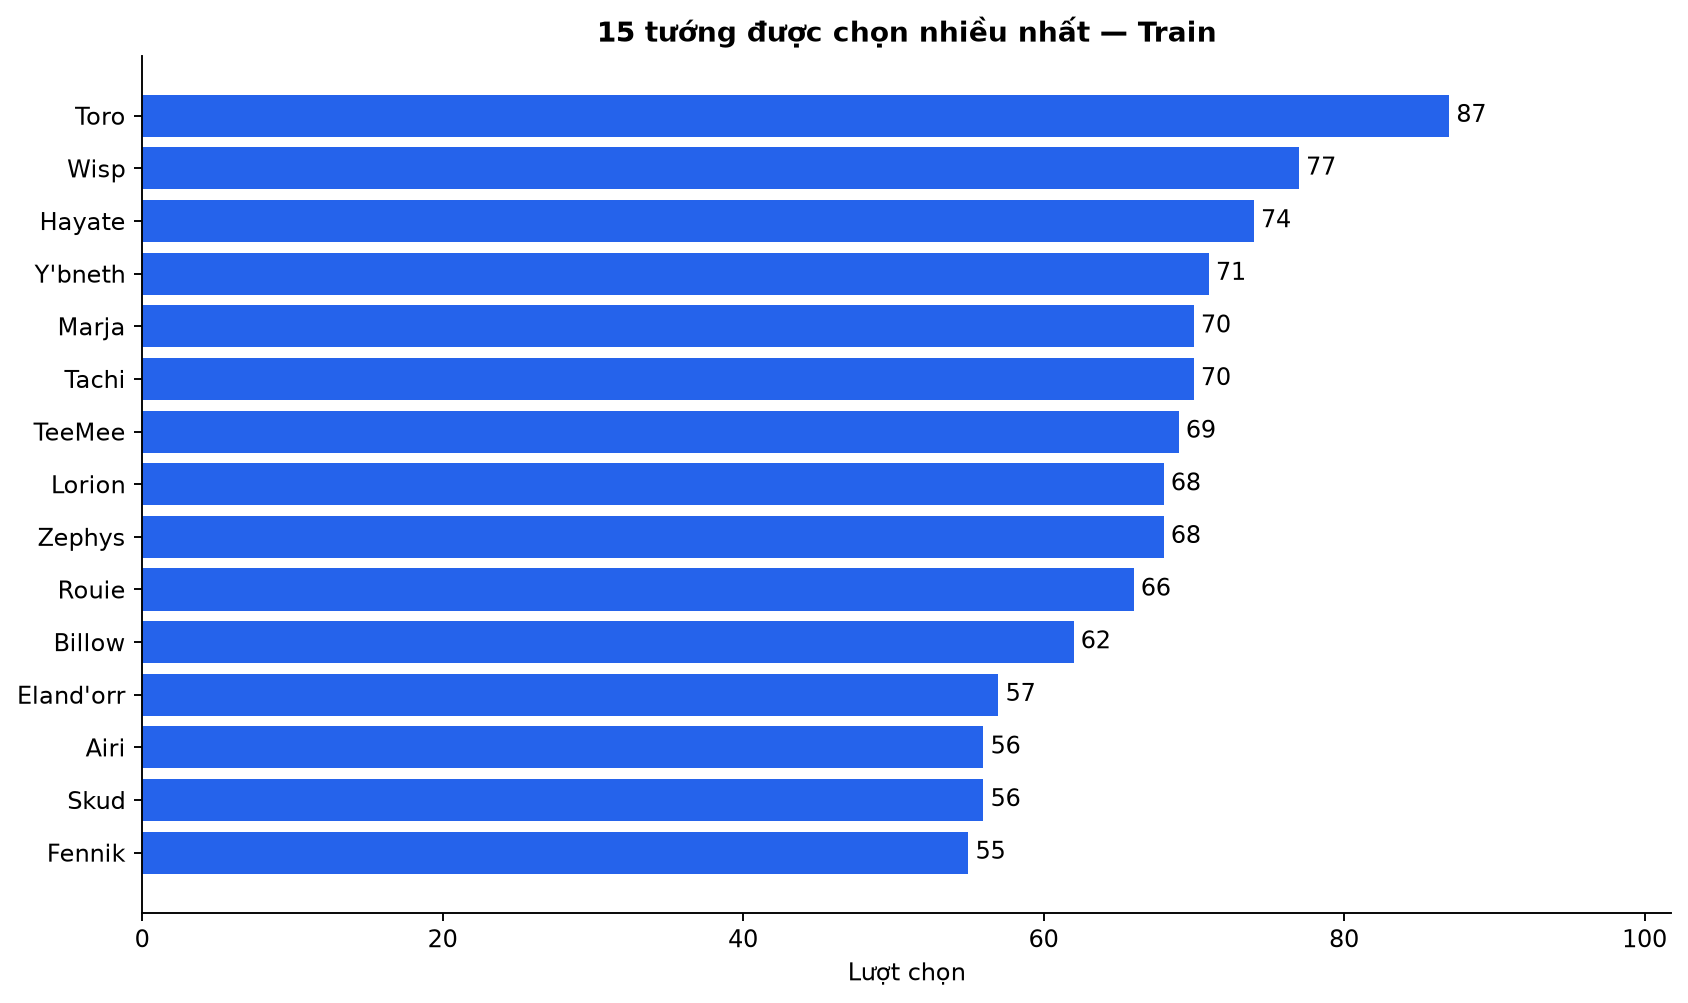 15 tướng được chọn nhiều nhất — Train
Toro 87
Wisp 77
Hayate 74
Y'bneth 71
Marja 70
Tachi 70
TeeMee 69
Lorion 68
Zephys 68
Rouie 66
Billow 62
Eland'orr 57
Airi 56
Skud 56
Fennik 55
0 20 40 60 80 100
Lượt chọn